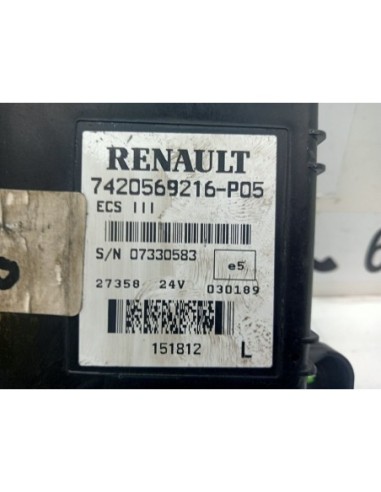 RENAULT
7420569216-P05
ECS III
S/N 07330583
e5
27358 24V 030189
151812 L